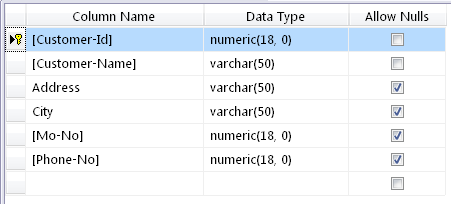 Column Name Data Type Allow Nulls
[Customer-Id] numeric(18, 0)
[Customer-Name] varchar(50)
Address varchar(50)
City varchar(50)
[Mo-No] numeric(18, 0)
[Phone-No] numeric(18, 0)